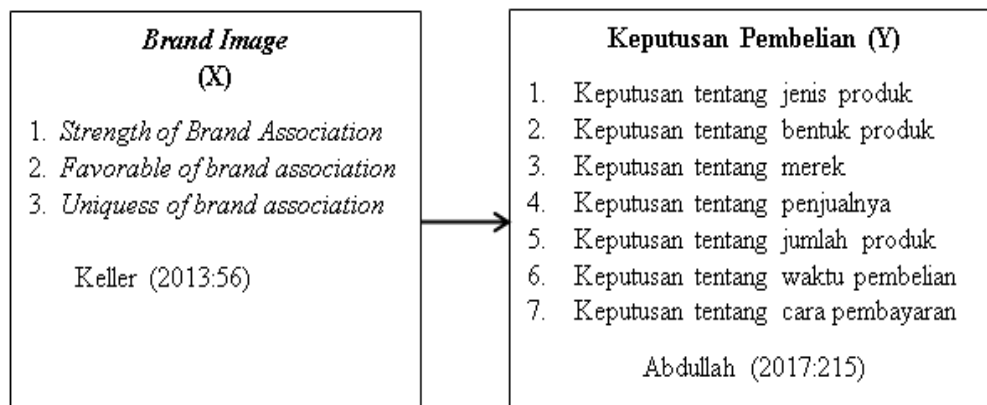 Brand Image
(X)
1. Strength of Brand Association
2. Favorable of brand association
3. Uniquess of brand association
Keller (2013:56)
Keputusan Pembelian (Y)
1. Keputusan tentang jenis produk
2. Keputusan tentang bentuk produk
3. Keputusan tentang merek
4. Keputusan tentang penjualnya
5. Keputusan tentang jumlah produk
6. Keputusan tentang waktu pembelian
7. Keputusan tentang cara pembayaran
Abdullah (2017:215)